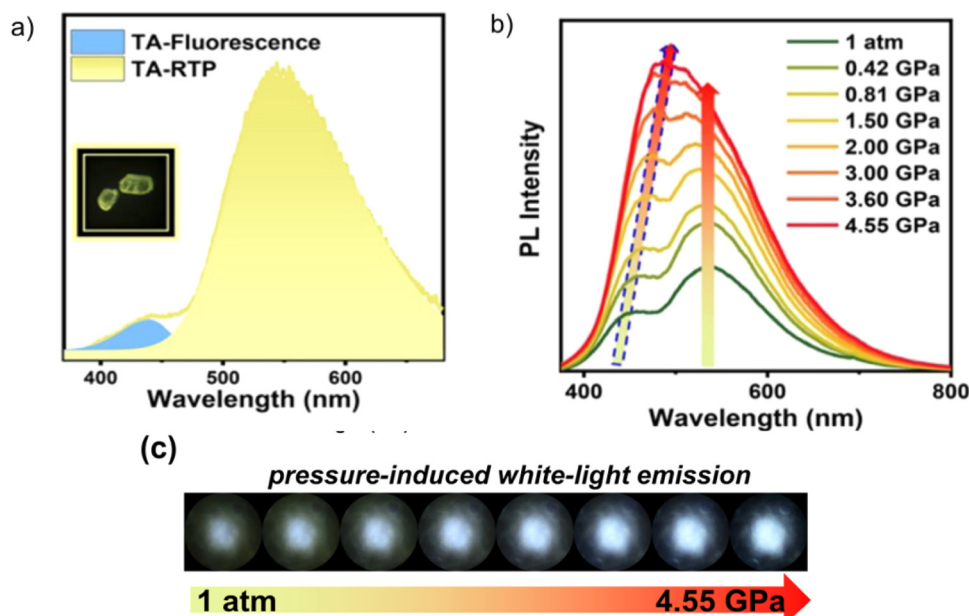 a)
TA-Fluorescence
TA-RTP
400 500 600
Wavelength (nm)
b)
1 atm
0.42 GPa
0.81 GPa
1.50 GPa
2.00 GPa
3.00 GPa
3.60 GPa
4.55 GPa
PL Intensity
400 600 800
Wavelength (nm)
(c)
pressure-induced white-light emission
1 atm 4.55 GPa